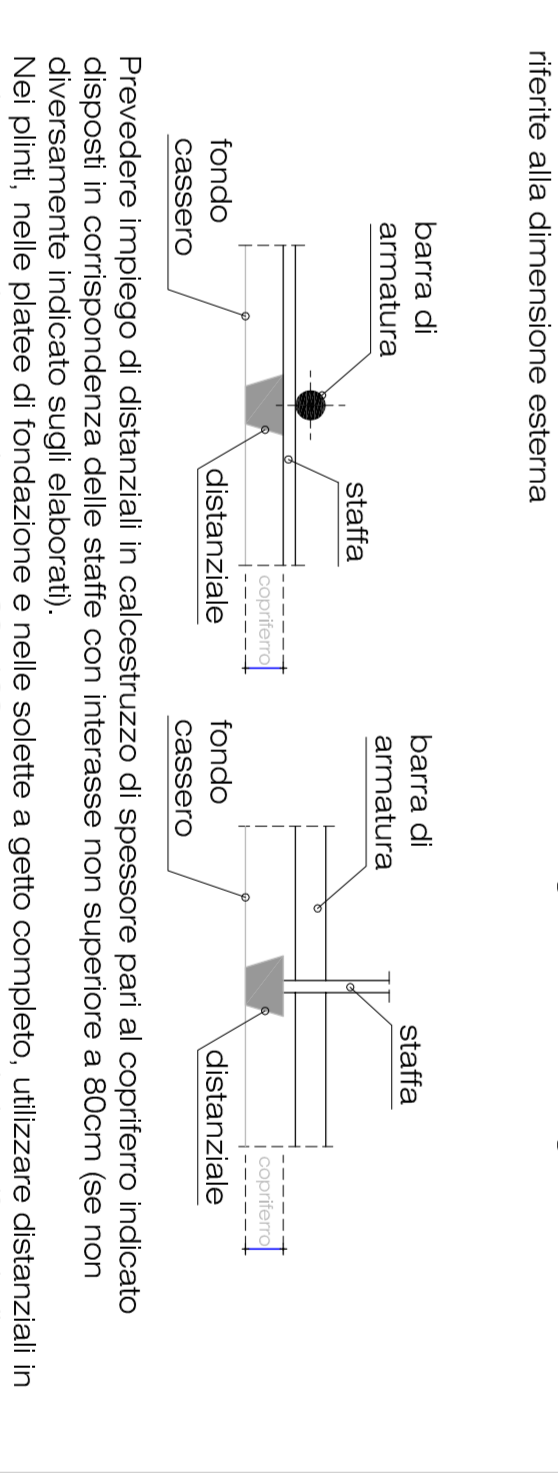 riferite alla dimensione esterna
barra di
armatura
staffa
fondo
cassero
distanziale
copriferro
barra di
armatura
staffa
fondo
cassero
distanziale
copriferro
Prevedere impiego di distanziali in calcestruzzo di spessore pari al copriferro indicato
disposti in corrispondenza delle staffe con interasse non superiore a 80cm (se non
diversamente indicato sugli elaborati).
Nei plinti, nelle platee di fondazione e nelle solette a getto completo, utilizzare distanziali in